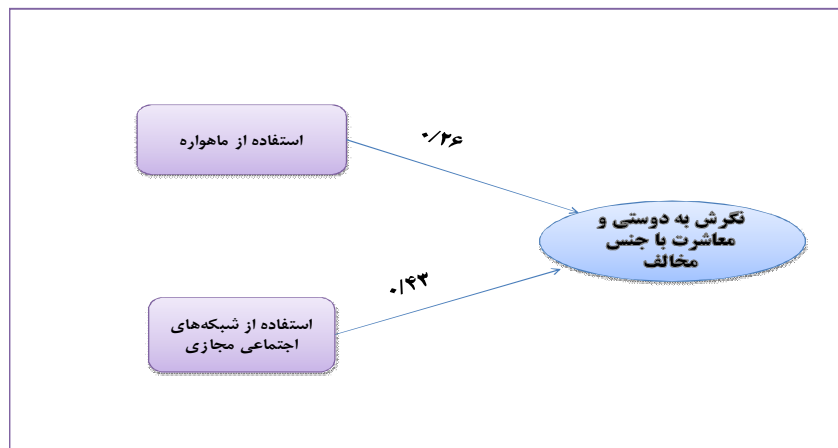 استفاده از ماهواره
۰/۲۶
نگرش به دوستی و
معاشرت با جنس
مخالف
۰/۴۳
استفاده از شبکه‌های
اجتماعی مجازی